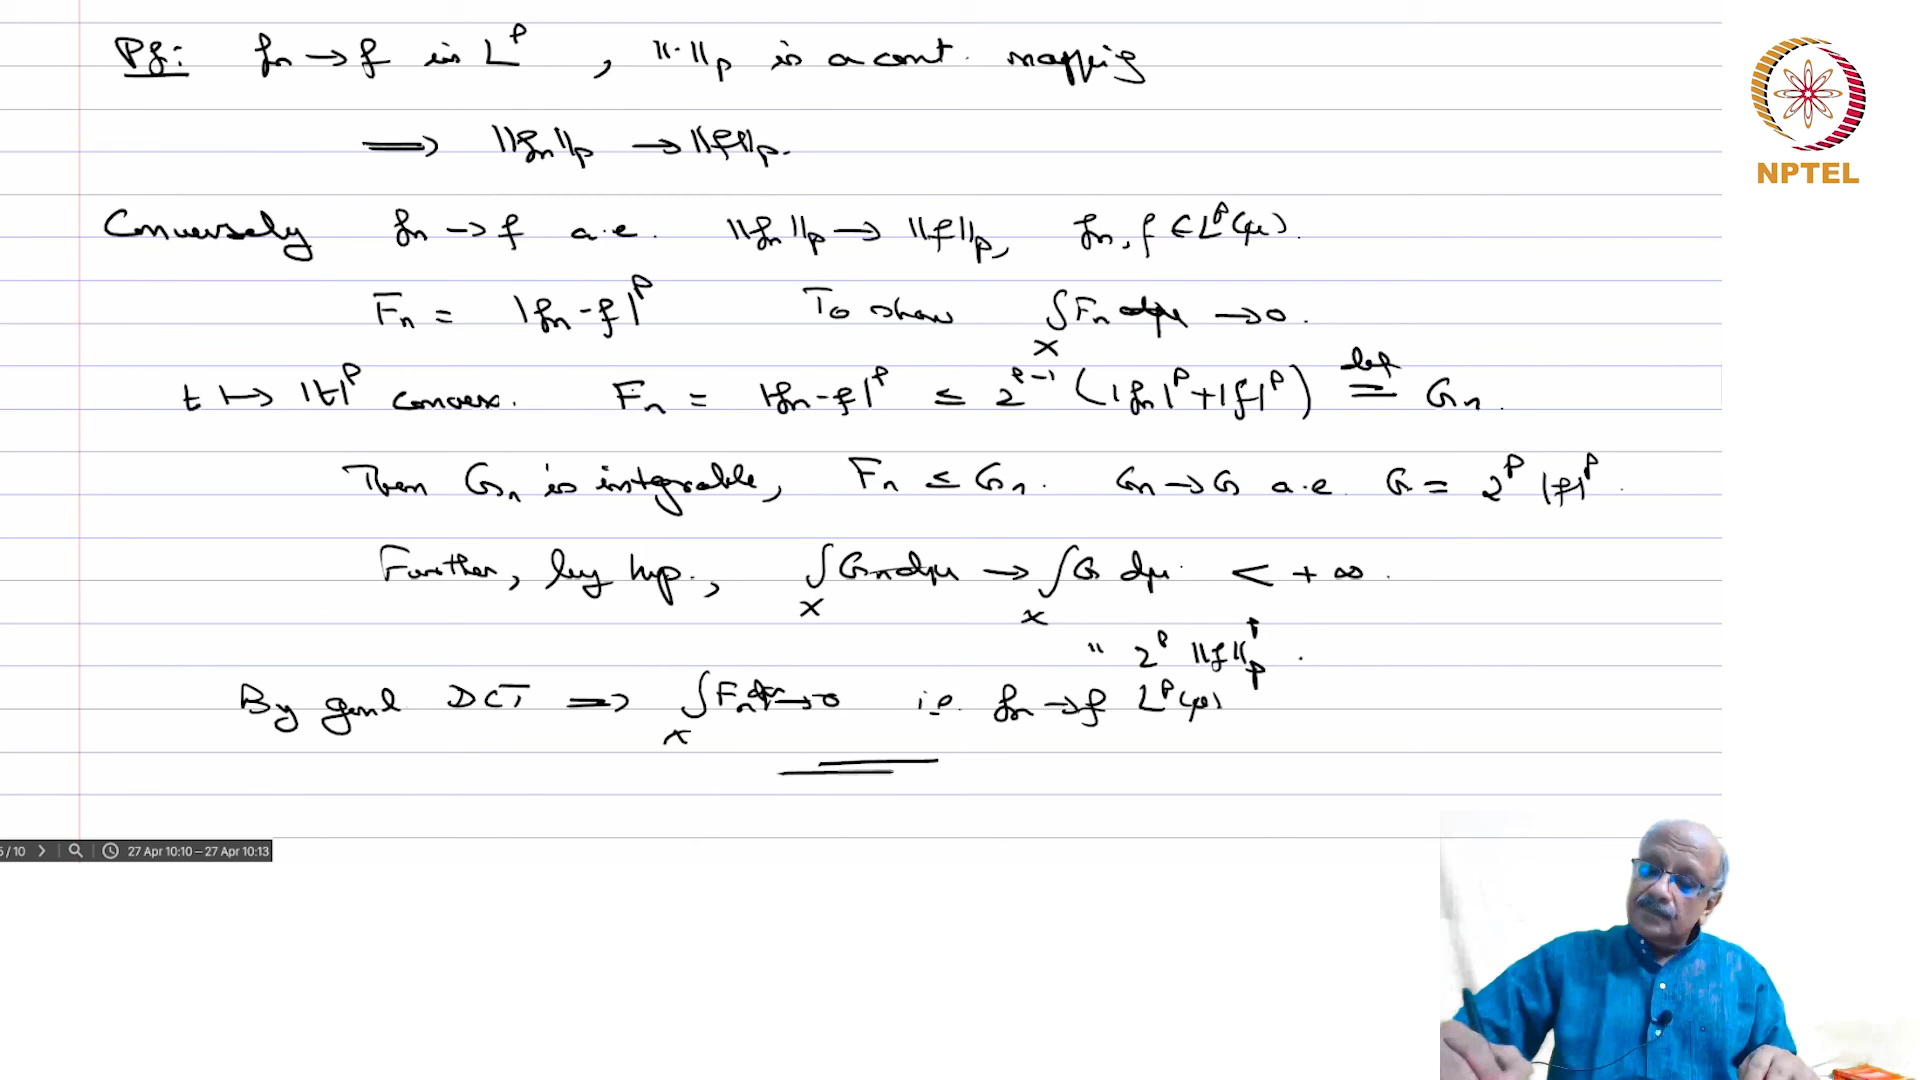 Pf: fn → f in L^p , ||·||_p is a cont. mapping
⟹ ||fn||_p → ||f||_p.
Conversely fn → f a.e. ||fn||_p → ||f||_p, fn, f ∈ L^p(μ).
Fn = |fn - f|^p To show ∫_X Fn dμ → 0.
t ↦ |t|^p convex. Fn = |fn - f|^p ≤ 2^{p-1} (|fn|^p + |f|^p) def = Gn.
Then Gn is integrable, Fn ≤ Gn. Gn → G a.e. G = 2^p |f|^p.
Further, by hyp., ∫_X Gn dμ → ∫_X G dμ < +∞.
" 2^p ||f||_p^p.
By genl DCT ⟹ ∫_X Fn dμ → 0 i.e. fn → f L^p(μ)
NPTEL
5 / 10 27 Apr 10:10 – 27 Apr 10:13